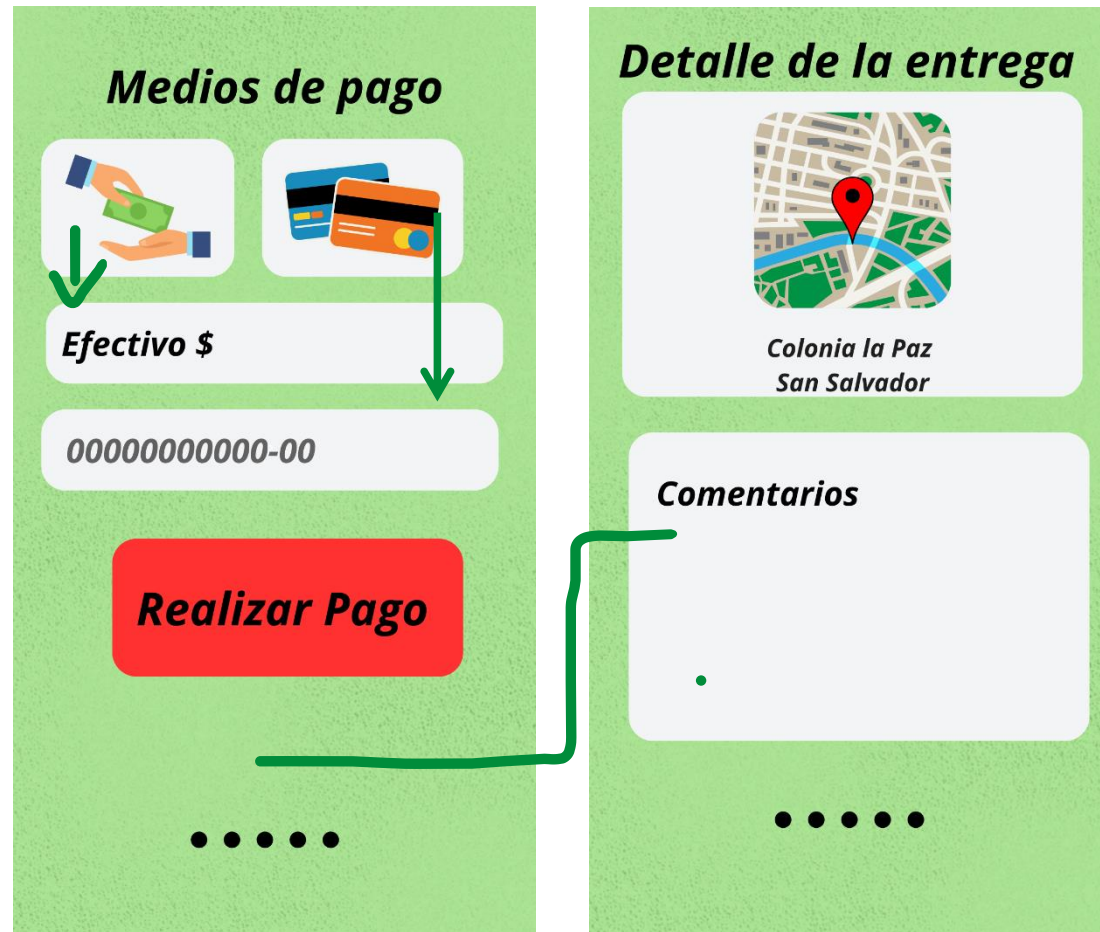 Medios de pago
Efectivo $
00000000000-00
Realizar Pago
Detalle de la entrega
Colonia la Paz
San Salvador
Comentarios